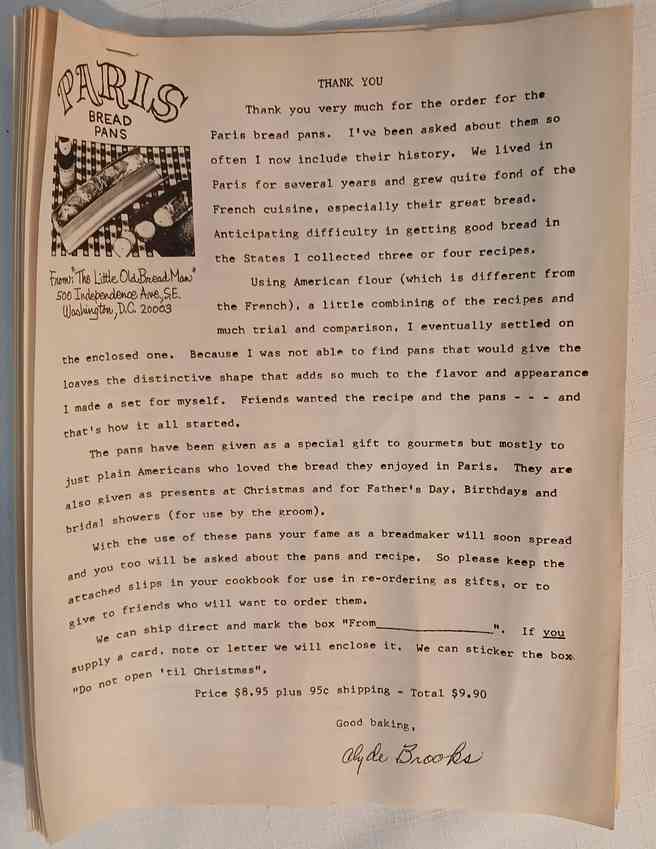 PARIS
BREAD
PANS
From: "The Little Old Bread Man"
500 Independence Ave., S.E.
Washington, D.C. 20003
THANK YOU
Thank you very much for the order for the
Paris bread pans. I've been asked about them so
often I now include their history. We lived in
Paris for several years and grew quite fond of the
French cuisine, especially their great bread.
Anticipating difficulty in getting good bread in
the States I collected three or four recipes.
Using American flour (which is different from
the French), a little combining of the recipes and
much trial and comparison, I eventually settled on
the enclosed one. Because I was not able to find pans that would give the
loaves the distinctive shape that adds so much to the flavor and appearance
I made a set for myself. Friends wanted the recipe and the pans - - - and
that's how it all started.
The pans have been given as a special gift to gourmets but mostly to
just plain Americans who loved the bread they enjoyed in Paris. They are
also given as presents at Christmas and for Father's Day, Birthdays and
bridal showers (for use by the groom).
With the use of these pans your fame as a breadmaker will soon spread
and you too will be asked about the pans and recipe. So please keep the
attached slips in your cookbook for use in re-ordering as gifts, or to
give to friends who will want to order them.
We can ship direct and mark the box "From_______________". If you
supply a card, note or letter we will enclose it. We can sticker the box
"Do not open 'til Christmas".
Price $8.95 plus 95¢ shipping - Total $9.90
Good baking,
Clyde Brooks